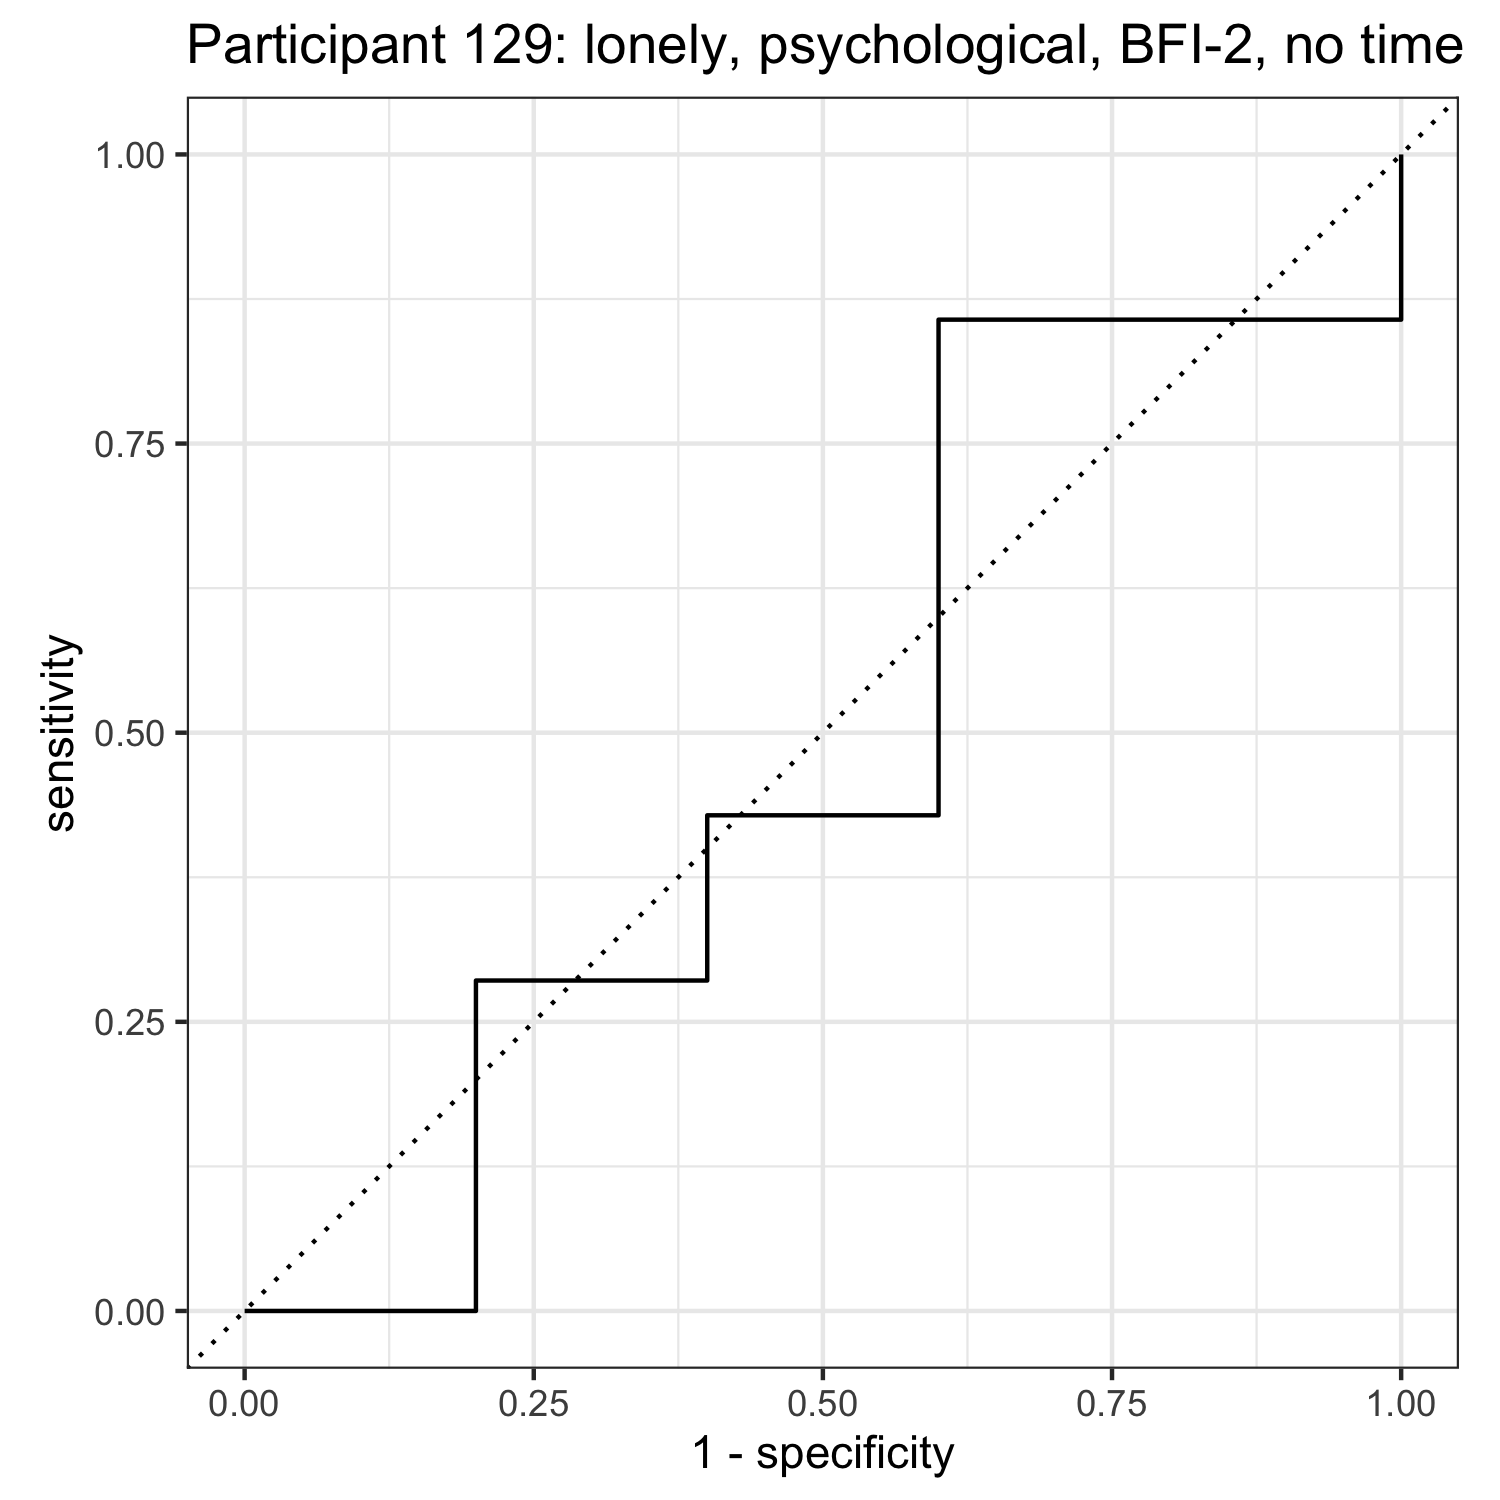 Participant 129: lonely, psychological, BFI-2, no time
1.00
0.75
0.50
0.25
0.00
sensitivity
0.00 0.25 0.50 0.75 1.00
1 - specificity